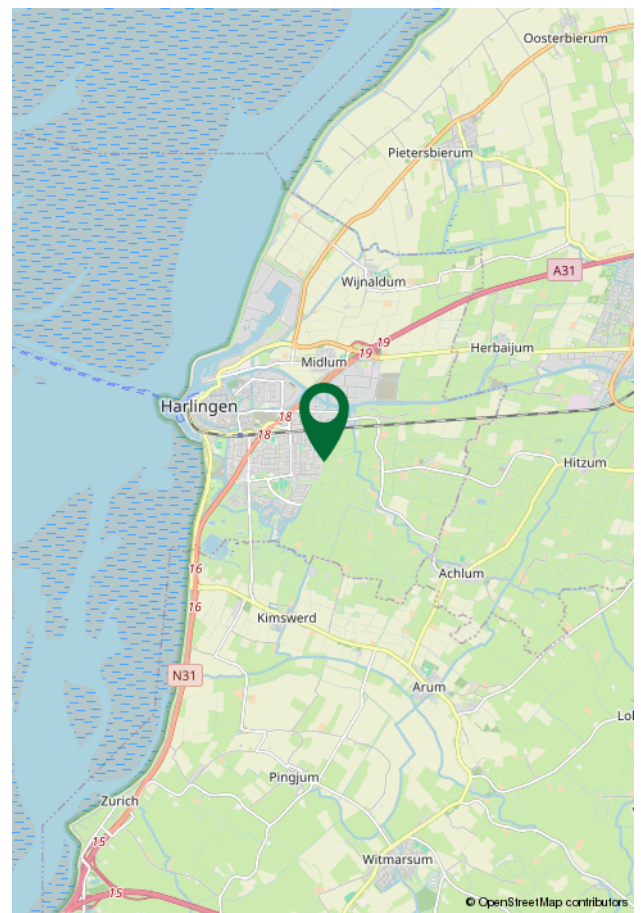 Oosterbierum
Pietersbierum
Wijnaldum
A31
19
Herbaijum
Midlum
19
Harlingen
18
18
Hitzum
Achlum
16
16
Kimswerd
N31
Arum
Pingjum
Zurich
15
Witmarsum
15
© OpenStreetMap contributors